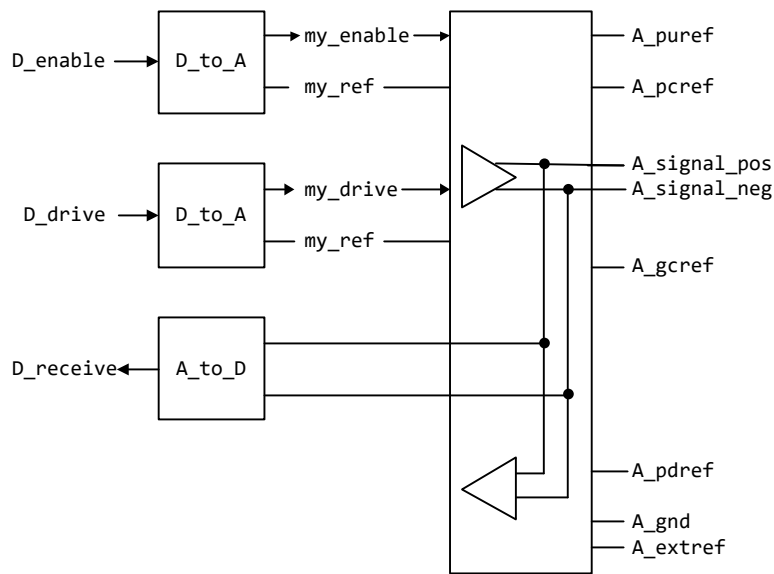 my_enable
A_puref
D_enable
D_to_A
my_ref
A_pcref
A_signal_pos
my_drive
A_signal_neg
D_drive
D_to_A
my_ref
A_gcref
D_receive
A_to_D
A_pdref
A_gnd
A_extref